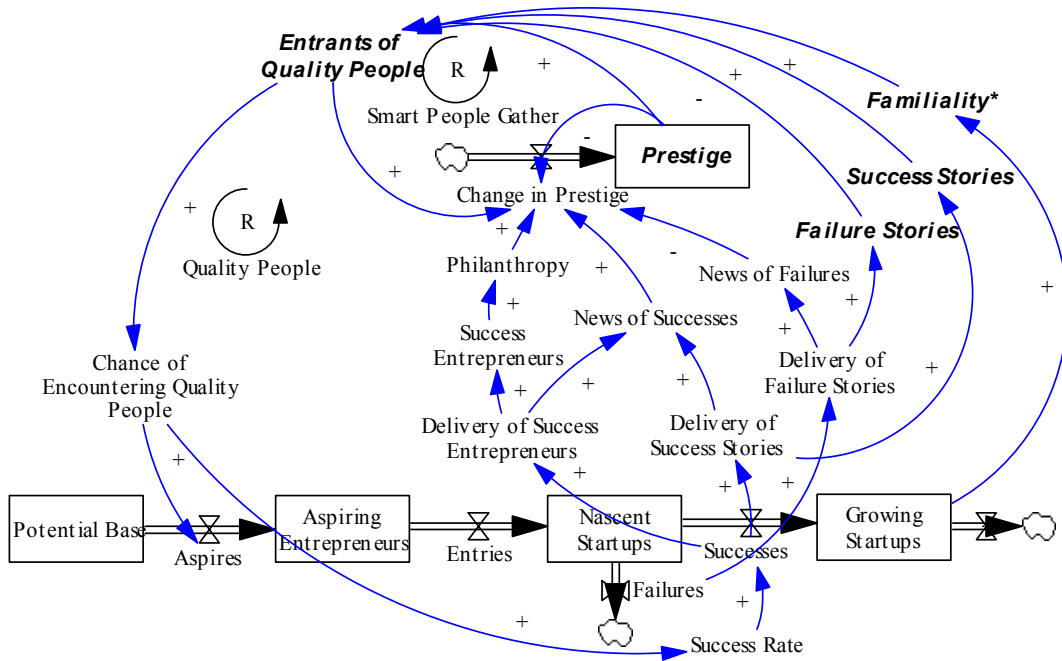 Entrants of
Quality People
R
Smart People Gather
+
-
Familiality*
+
+
-
Prestige
Success Stories
+
Change in Prestige
Failure Stories
+
R
Quality People
+
Philanthropy
+
-
News of Failures
+
+
News of Successes
+
+
Success
Entrepreneurs
Delivery of
Failure Stories
Chance of
Encountering Quality
People
+
+
+
+
Delivery of Success
Entrepreneurs
Delivery of
Success Stories
+
+
+
+
Potential Base
Aspiring
Entrepreneurs
Nascent
Startups
Growing
Startups
Aspires
Entries
Successes
Failures
+
+
Success Rate